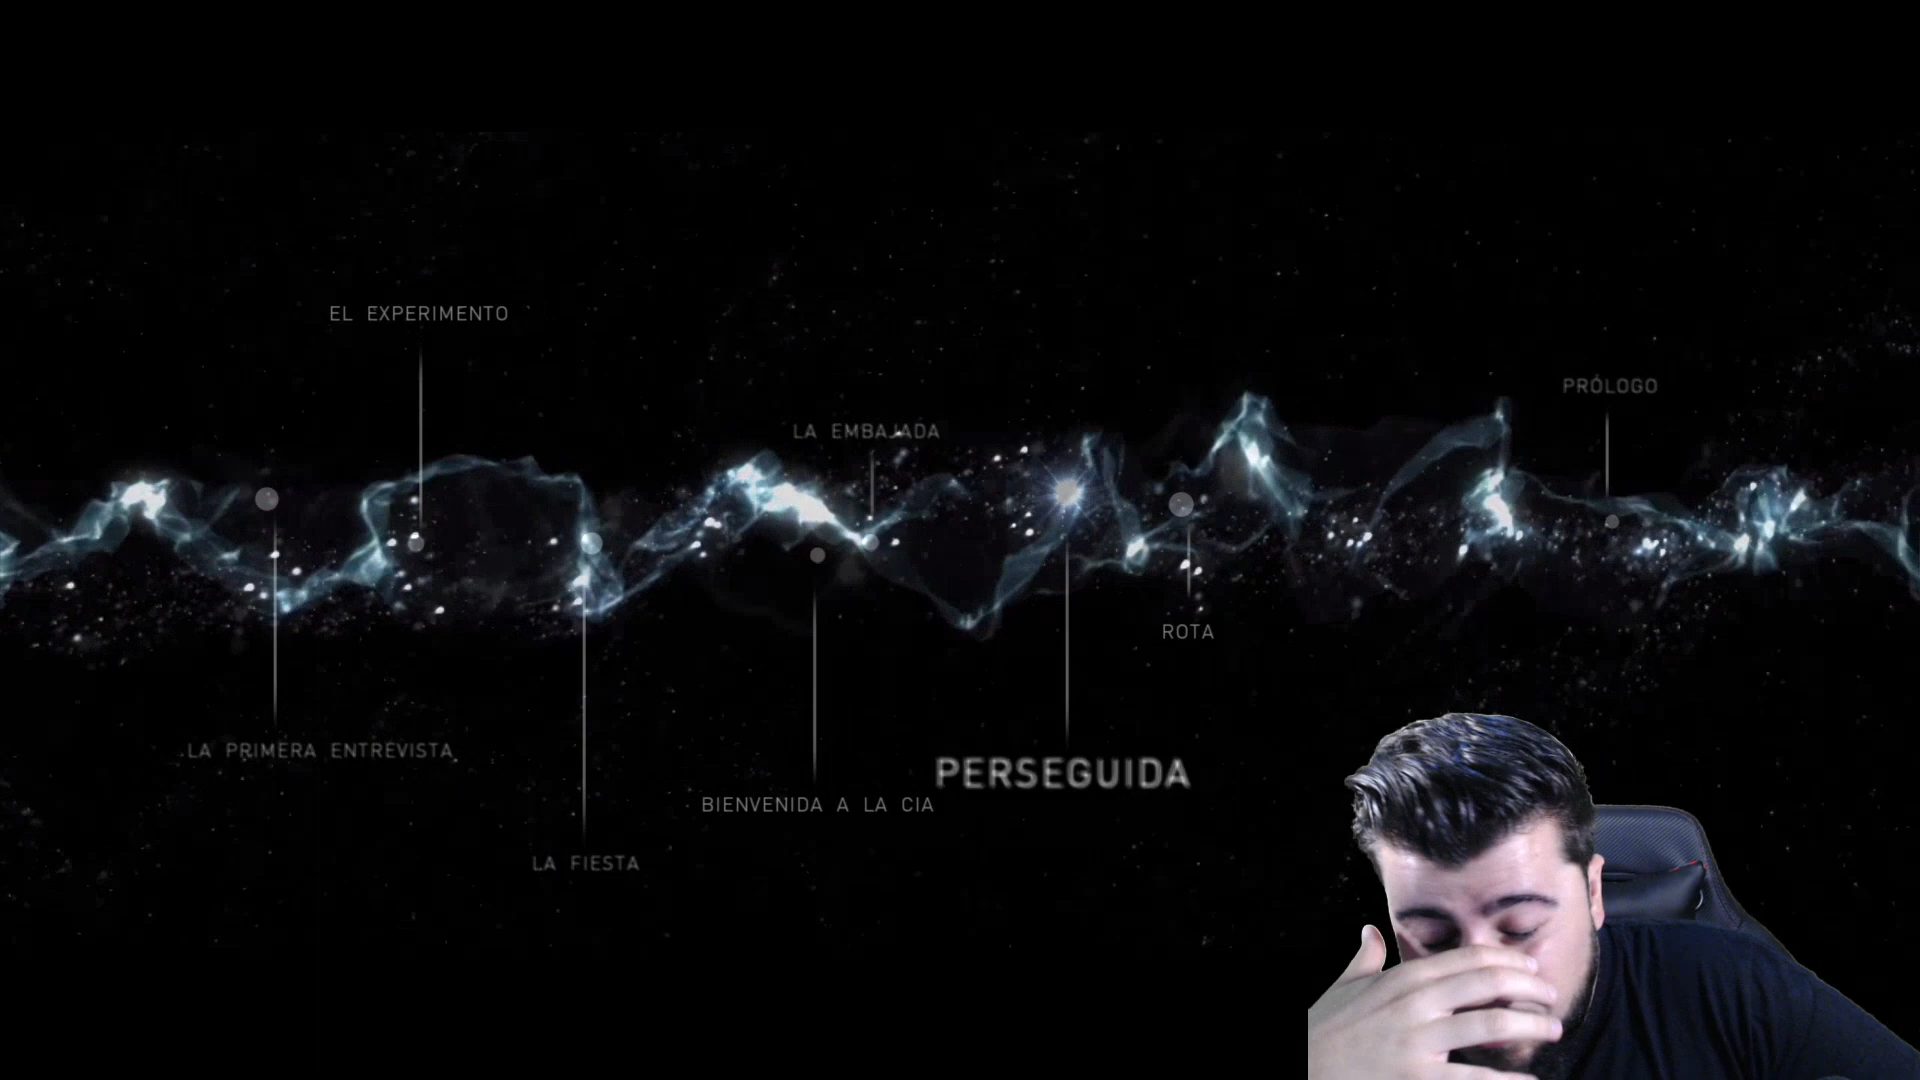 EL EXPERIMENTO
PRÓLOGO
LA EMBAJADA
ROTA
LA PRIMERA ENTREVISTA
PERSEGUIDA
BIENVENIDA A LA CIA
LA FIESTA